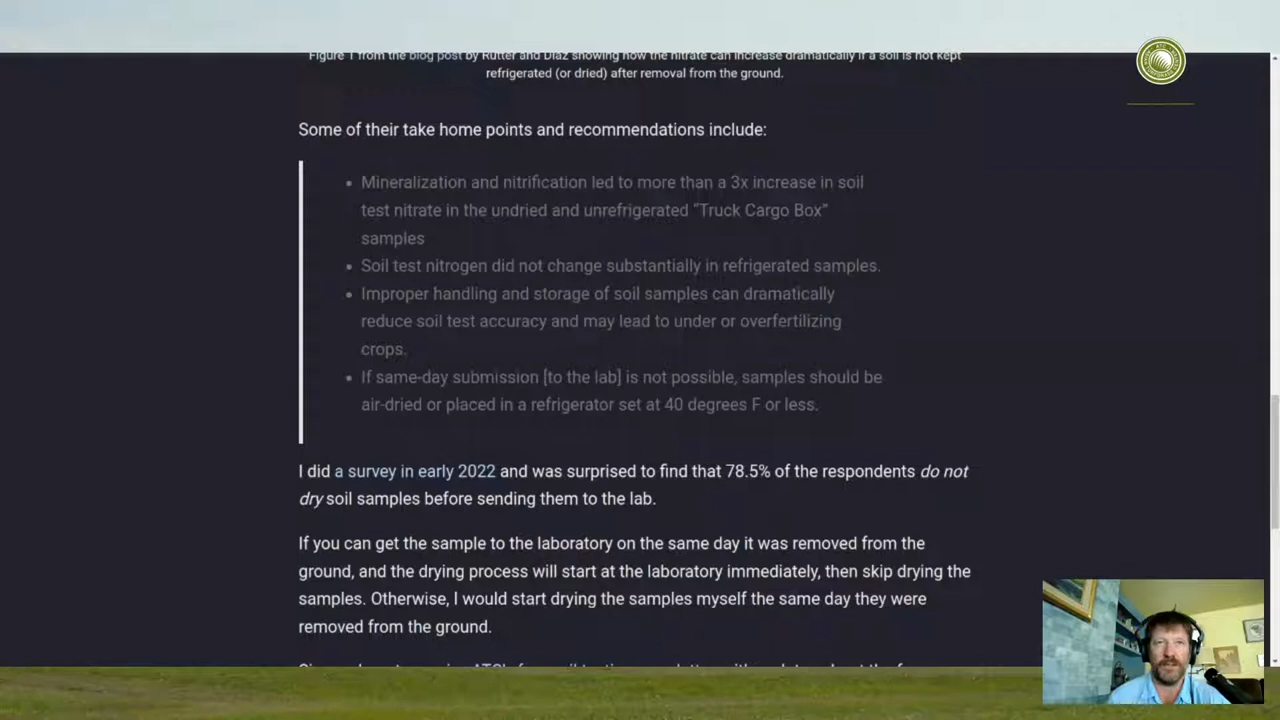 Figure 1 from the blog post by Rutter and Diaz showing how the nitrate can increase dramatically if a soil is not kept
refrigerated (or dried) after removal from the ground.
Some of their take home points and recommendations include:
• Mineralization and nitrification led to more than a 3x increase in soil
test nitrate in the undried and unrefrigerated “Truck Cargo Box”
samples
• Soil test nitrogen did not change substantially in refrigerated samples.
• Improper handling and storage of soil samples can dramatically
reduce soil test accuracy and may lead to under or overfertilizing
crops.
• If same-day submission [to the lab] is not possible, samples should be
air-dried or placed in a refrigerator set at 40 degrees F or less.
I did a survey in early 2022 and was surprised to find that 78.5% of the respondents do not
dry soil samples before sending them to the lab.
If you can get the sample to the laboratory on the same day it was removed from the
ground, and the drying process will start at the laboratory immediately, then skip drying the
samples. Otherwise, I would start drying the samples myself the same day they were
removed from the ground.